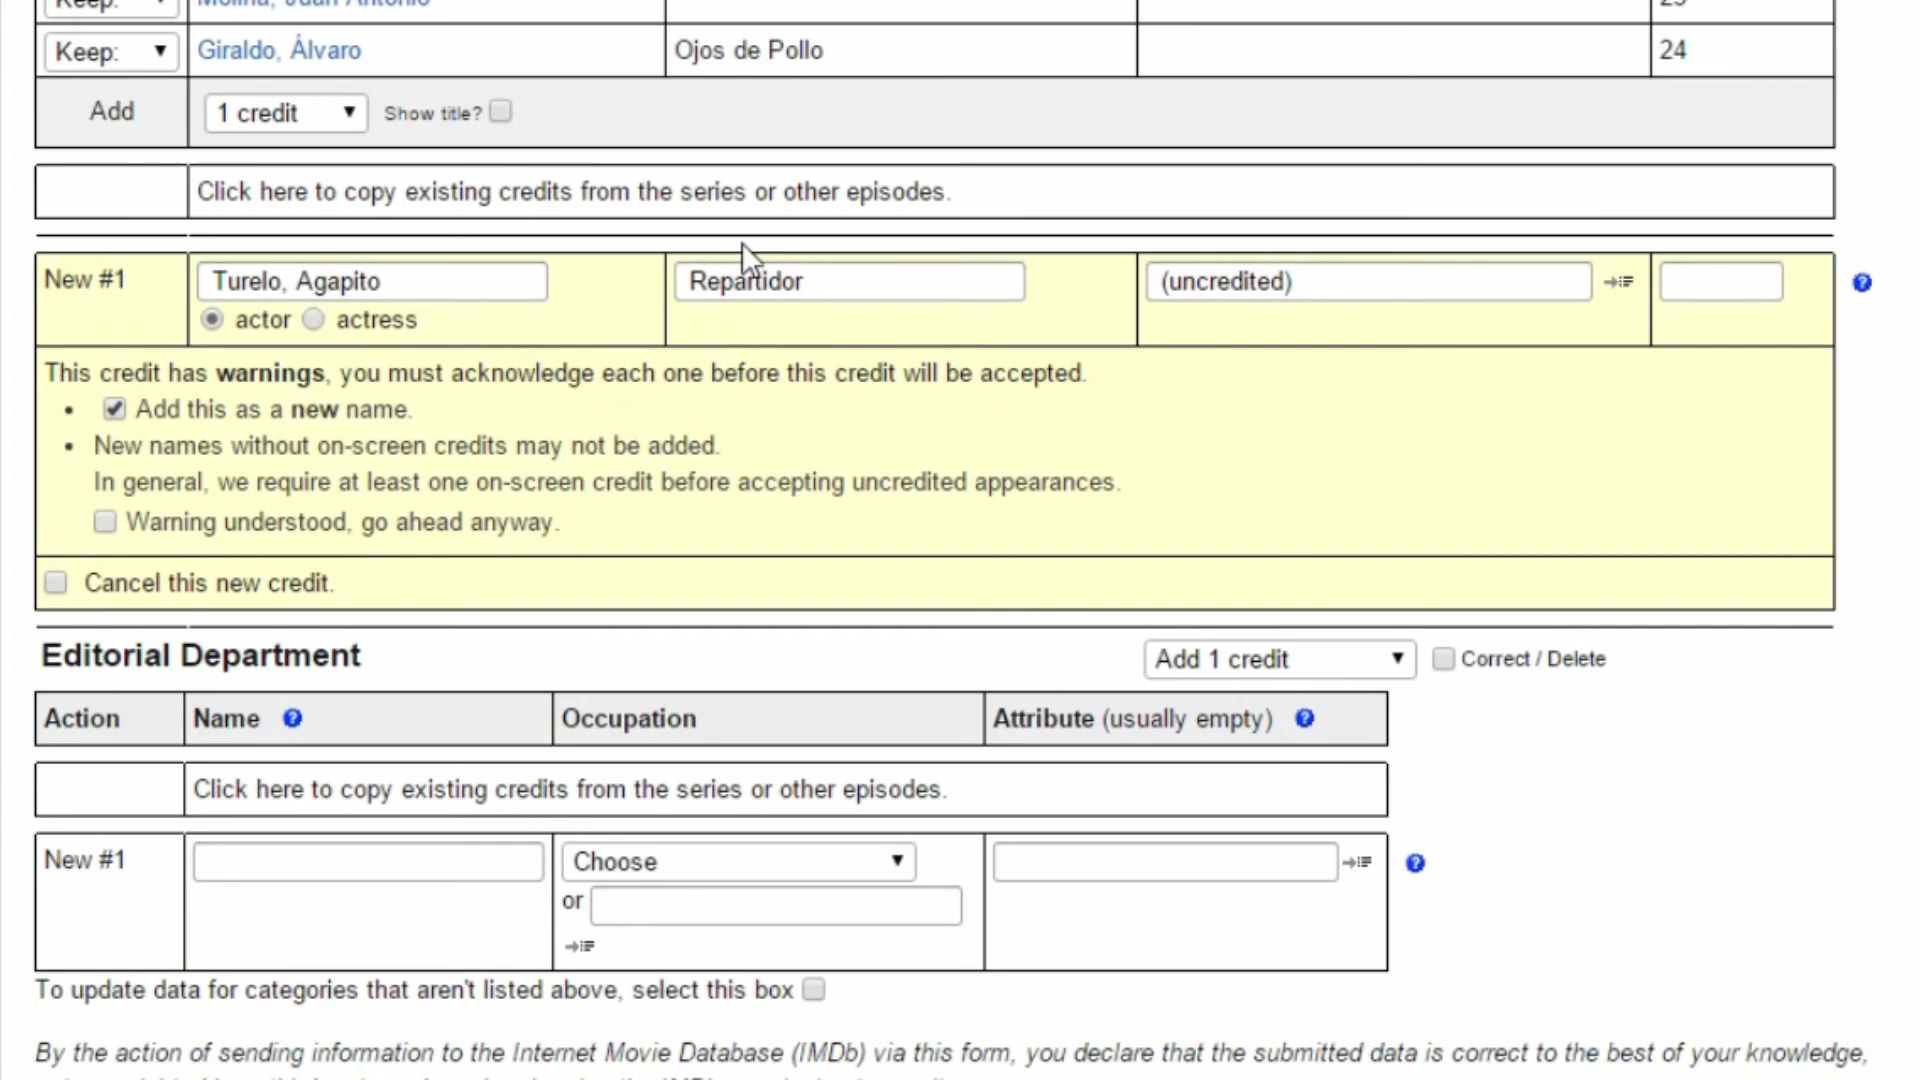 Keep: Molina, Juan Antonio
Keep: Giraldo, Álvaro Ojos de Pollo 24
Add 1 credit Show title?
Click here to copy existing credits from the series or other episodes.
New #1 Turelo, Agapito Repartidor (uncredited)
actor actress
This credit has warnings, you must acknowledge each one before this credit will be accepted.
• Add this as a new name.
• New names without on-screen credits may not be added.
In general, we require at least one on-screen credit before accepting uncredited appearances.
Warning understood, go ahead anyway.
Cancel this new credit.
Editorial Department Add 1 credit Correct / Delete
Action Name Occupation Attribute (usually empty)
Click here to copy existing credits from the series or other episodes.
New #1 Choose
or
To update data for categories that aren't listed above, select this box
By the action of sending information to the Internet Movie Database (IMDb) via this form, you declare that the submitted data is correct to the best of your knowledge,